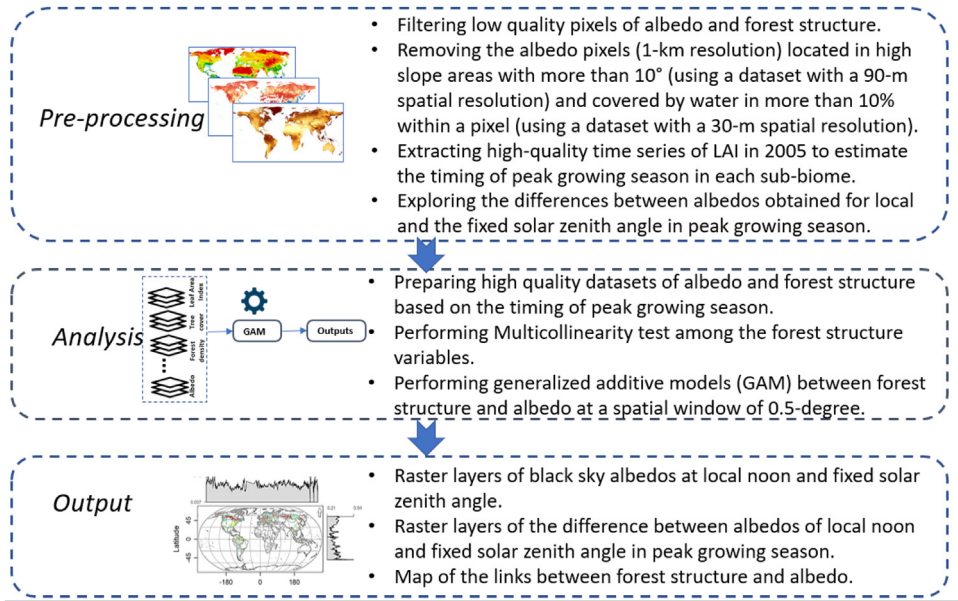 Pre-processing
• Filtering low quality pixels of albedo and forest structure.
• Removing the albedo pixels (1-km resolution) located in high
slope areas with more than 10° (using a dataset with a 90-m
spatial resolution) and covered by water in more than 10%
within a pixel (using a dataset with a 30-m spatial resolution).
• Extracting high-quality time series of LAI in 2005 to estimate
the timing of peak growing season in each sub-biome.
• Exploring the differences between albedos obtained for local
and the fixed solar zenith angle in peak growing season.
Analysis
Leaf Area
Index
Tree
cover
Forest
density
Albedo
GAM
Outputs
• Preparing high quality datasets of albedo and forest structure
based on the timing of peak growing season.
• Performing Multicollinearity test among the forest structure
variables.
• Performing generalized additive models (GAM) between forest
structure and albedo at a spatial window of 0.5-degree.
Output
0.037
0.01
0.04
Latitude
45
0
-45
-180
0
180
• Raster layers of black sky albedos at local noon and fixed solar
zenith angle.
• Raster layers of the difference between albedos of local noon
and fixed solar zenith angle in peak growing season.
• Map of the links between forest structure and albedo.